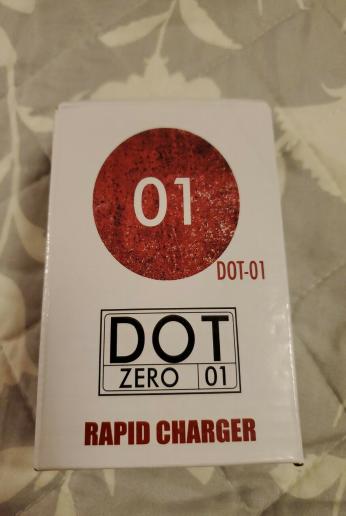 01
DOT-01
DOT
ZERO 01
RAPID CHARGER